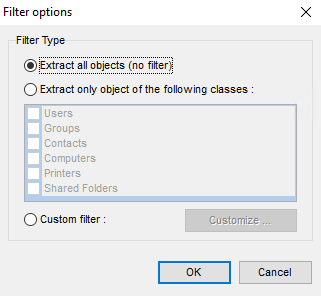 Filter options
Filter Type
Extract all objects (no filter)
Extract only object of the following classes :
Users
Groups
Contacts
Computers
Printers
Shared Folders
Custom filter :
Customize ...
OK
Cancel